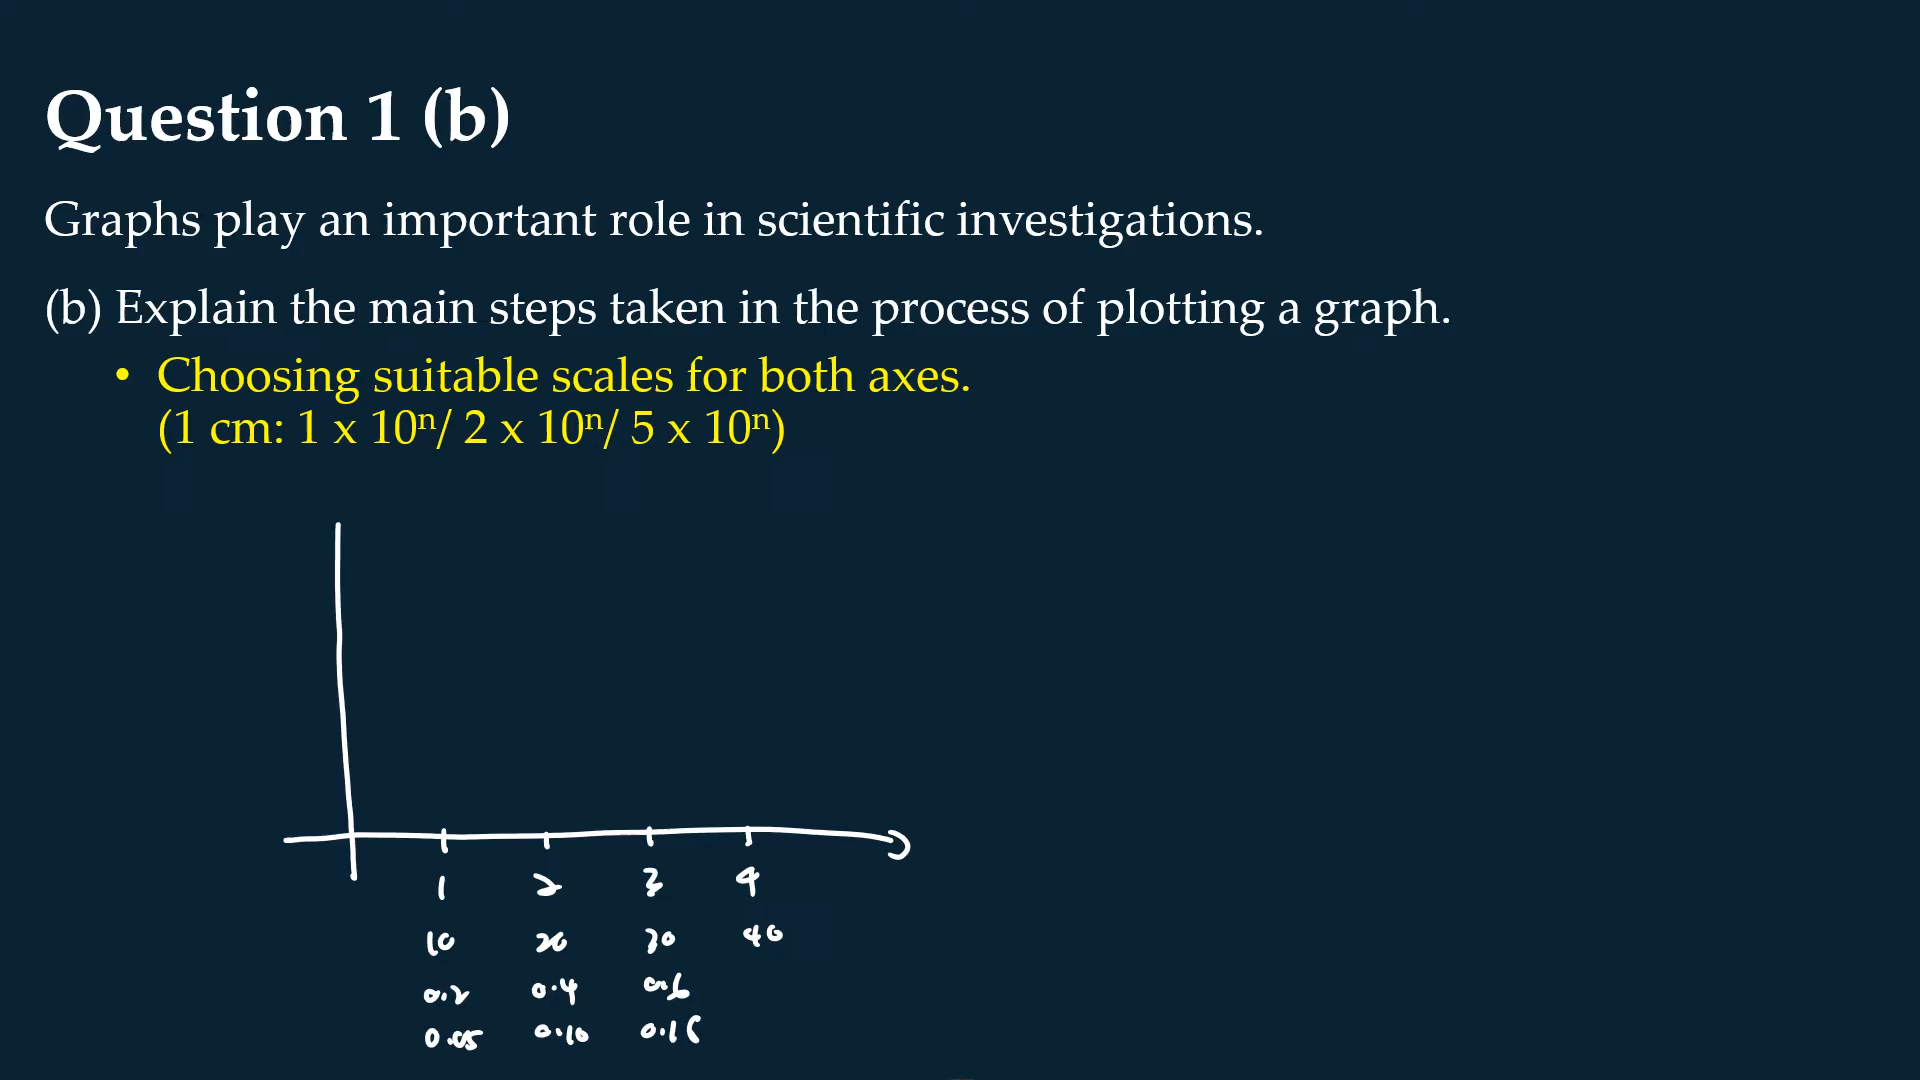 Question 1 (b)
Graphs play an important role in scientific investigations.
(b) Explain the main steps taken in the process of plotting a graph.
• Choosing suitable scales for both axes.
(1 cm: 1 x 10ⁿ/ 2 x 10ⁿ/ 5 x 10ⁿ)
1 2 3 4
10 20 30 40
0.2 0.4 0.6
0.05 0.10 0.15